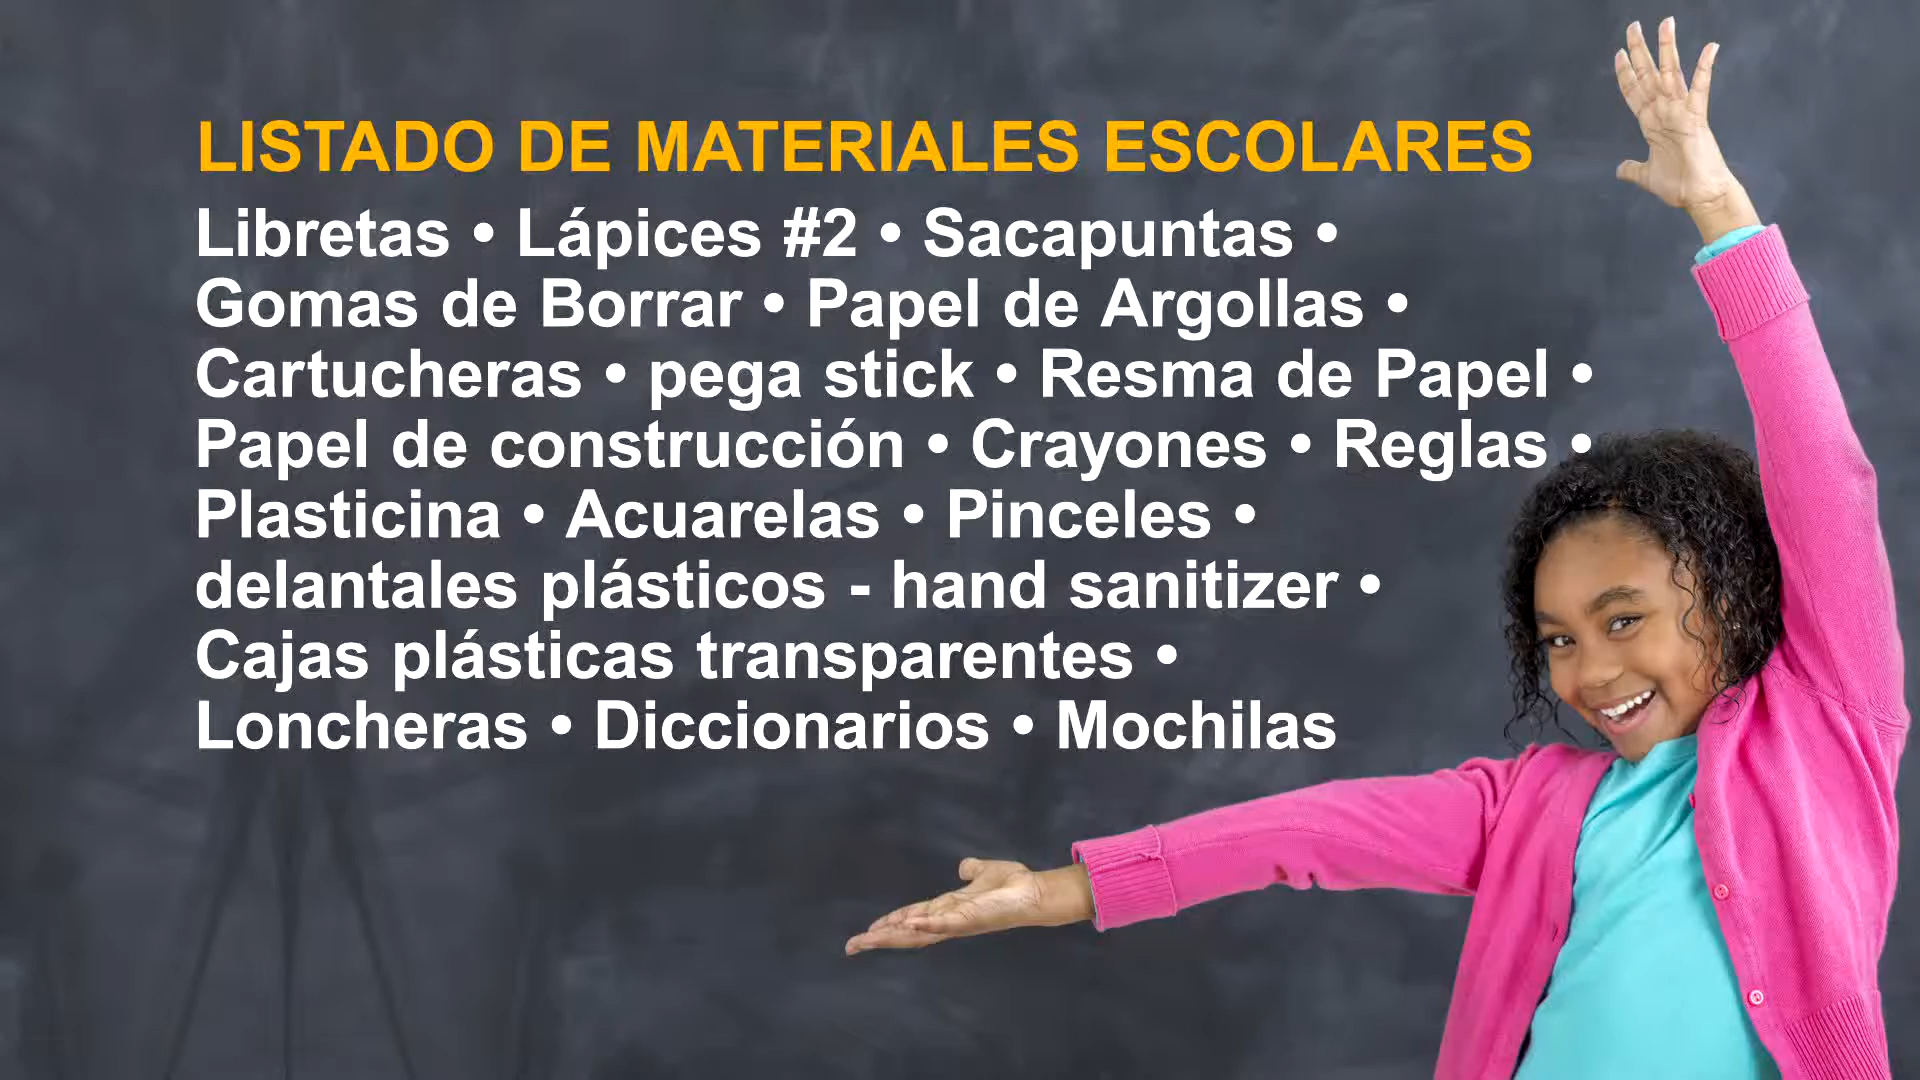 LISTADO DE MATERIALES ESCOLARES
Libretas • Lápices #2 • Sacapuntas •
Gomas de Borrar • Papel de Argollas •
Cartucheras • pega stick • Resma de Papel •
Papel de construcción • Crayones • Reglas •
Plasticina • Acuarelas • Pinceles •
delantales plásticos - hand sanitizer •
Cajas plásticas transparentes •
Loncheras • Diccionarios • Mochilas